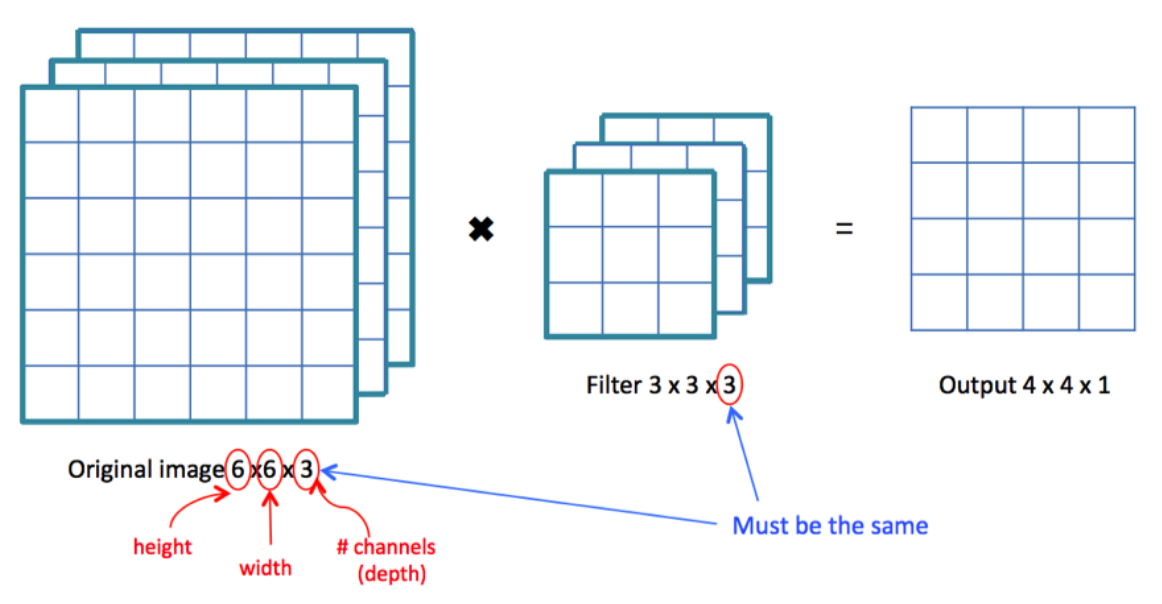 ✖
=
Filter 3 x 3 x 3
Output 4 x 4 x 1
Original image 6 x 6 x 3
height
width
# channels
(depth)
Must be the same